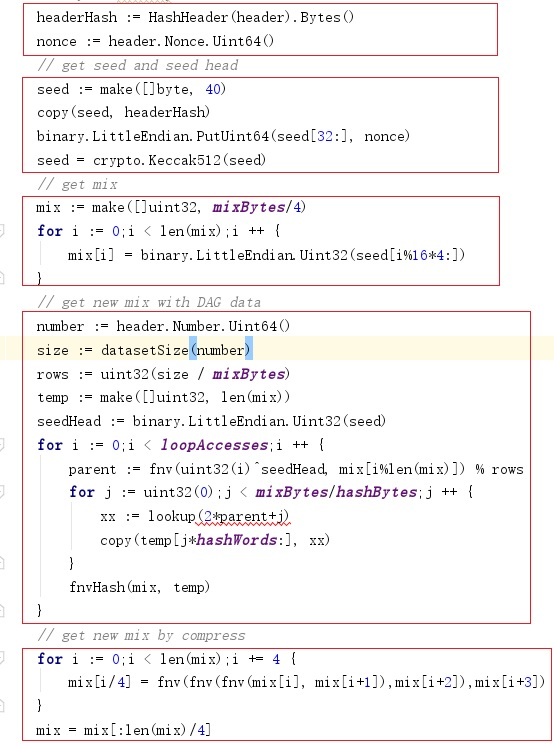 headerHash := HashHeader(header).Bytes()
nonce := header.Nonce.Uint64()
// get seed and seed head
seed := make([]byte, 40)
copy(seed, headerHash)
binary.LittleEndian.PutUint64(seed[32:], nonce)
seed = crypto.Keccak512(seed)
// get mix
mix := make([]uint32, mixBytes/4)
for i := 0;i < len(mix);i ++ {
mix[i] = binary.LittleEndian.Uint32(seed[i%16*4:])
}
// get new mix with DAG data
number := header.Number.Uint64()
size := datasetSize(number)
rows := uint32(size / mixBytes)
temp := make([]uint32, len(mix))
seedHead := binary.LittleEndian.Uint32(seed)
for i := 0;i < loopAccesses;i ++ {
parent := fnv(uint32(i)^seedHead, mix[i%len(mix)]) % rows
for j := uint32(0);j < mixBytes/hashBytes;j ++ {
xx := lookup(2*parent+j)
copy(temp[j*hashWords:], xx)
}
fnvHash(mix, temp)
}
// get new mix by compress
for i := 0;i < len(mix);i += 4 {
mix[i/4] = fnv(fnv(fnv(mix[i], mix[i+1]),mix[i+2]),mix[i+3])
}
mix = mix[:len(mix)/4]